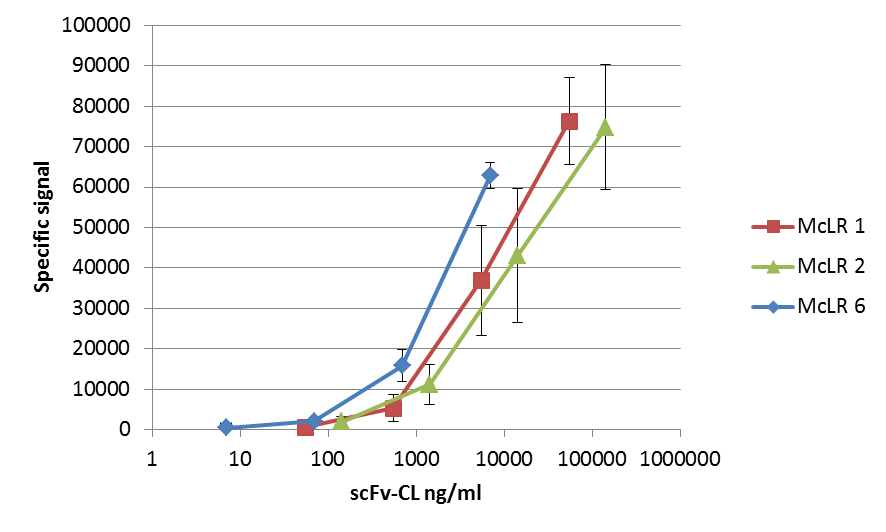 100000
90000
80000
70000
60000
50000
40000
30000
20000
10000
0
Specific signal
1 10 100 1000 10000 100000 1000000
scFv-CL ng/ml
McLR 1
McLR 2
McLR 6